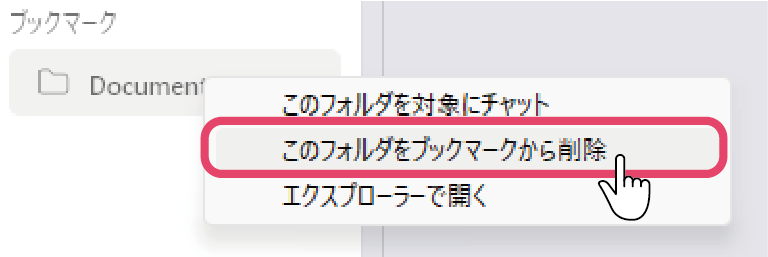 ブックマーク
Document
このフォルダを対象にチャット
このフォルダをブックマークから削除
エクスプローラーで開く